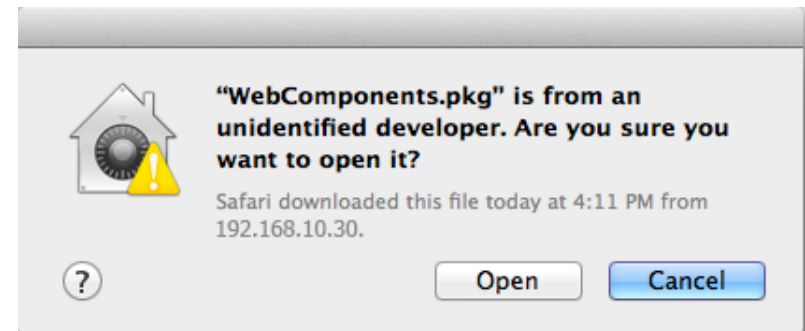 “WebComponents.pkg” is from an
unidentified developer. Are you sure you
want to open it?
Safari downloaded this file today at 4:11 PM from
192.168.10.30.
?
Open
Cancel